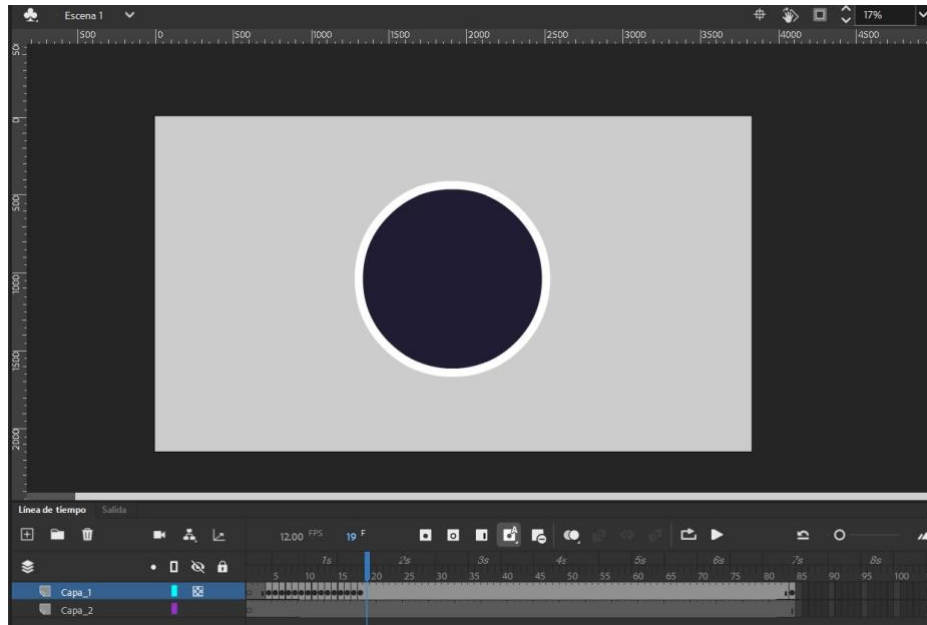 Escena 1 17%
500 0 500 1000 1500 2000 2500 3000 3500 4000 4500
50
0
500
1000
1500
2000
Línea de tiempo Salida
12.00 FPS 19 F
1s 2s 3s 4s 5s 6s 7s 8s
5 10 15 20 25 30 35 40 45 50 55 60 65 70 75 80 85 90 95 100
Capa_1
Capa_2